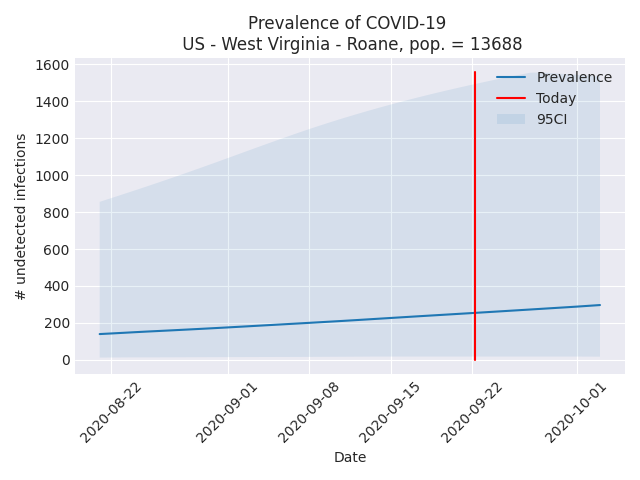 Prevalence of COVID-19
US - West Virginia - Roane, pop. = 13688
# undetected infections
1600
1400
1200
1000
800
600
400
200
0
Prevalence
Today
95CI
2020-08-22
2020-09-01
2020-09-08
2020-09-15
2020-09-22
2020-10-01
Date